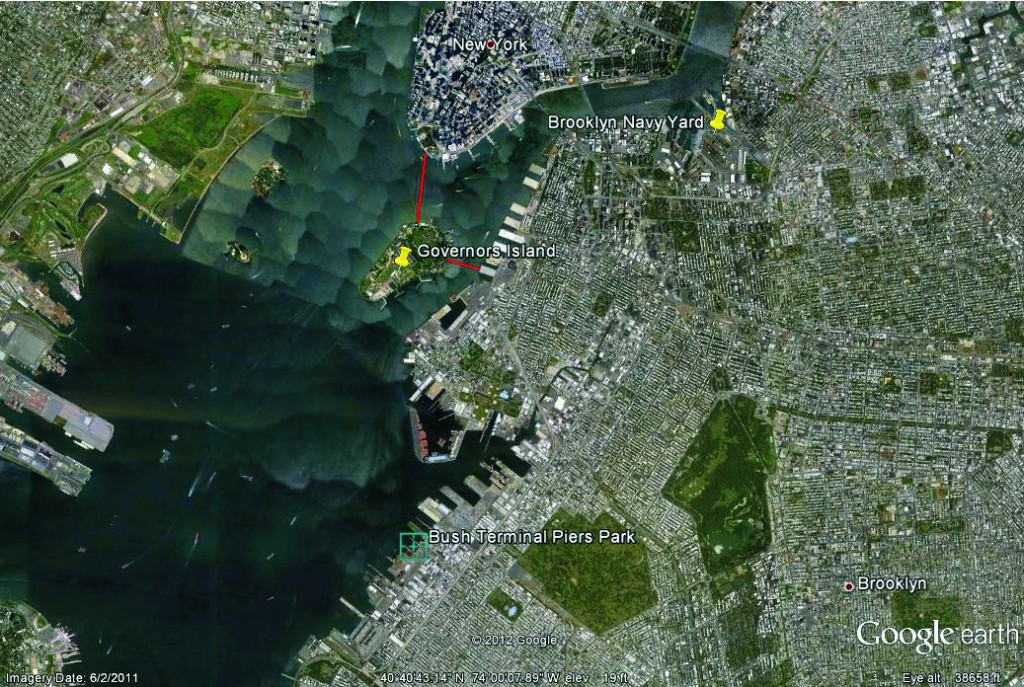 New York
Brooklyn Navy Yard
Governors Island
Bush Terminal Piers Park
Brooklyn
© 2012 Google
Google earth
Imagery Date: 6/2/2011
40°40'43.14" N 74°00'07.89" W elev 19 ft
Eye alt 38658 ft